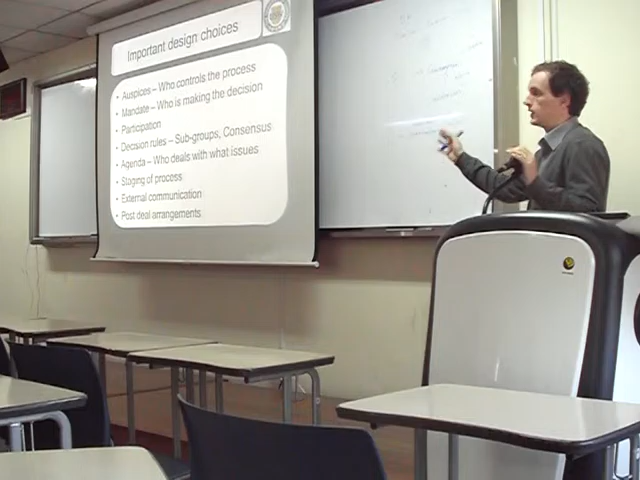 Important design choices
• Auspices – Who controls the process
• Mandate – Who is making the decision
• Participation
• Decision rules – Sub-groups, Consensus
• Agenda – Who deals with what issues
• Staging of process
• External communication
• Post deal arrangements